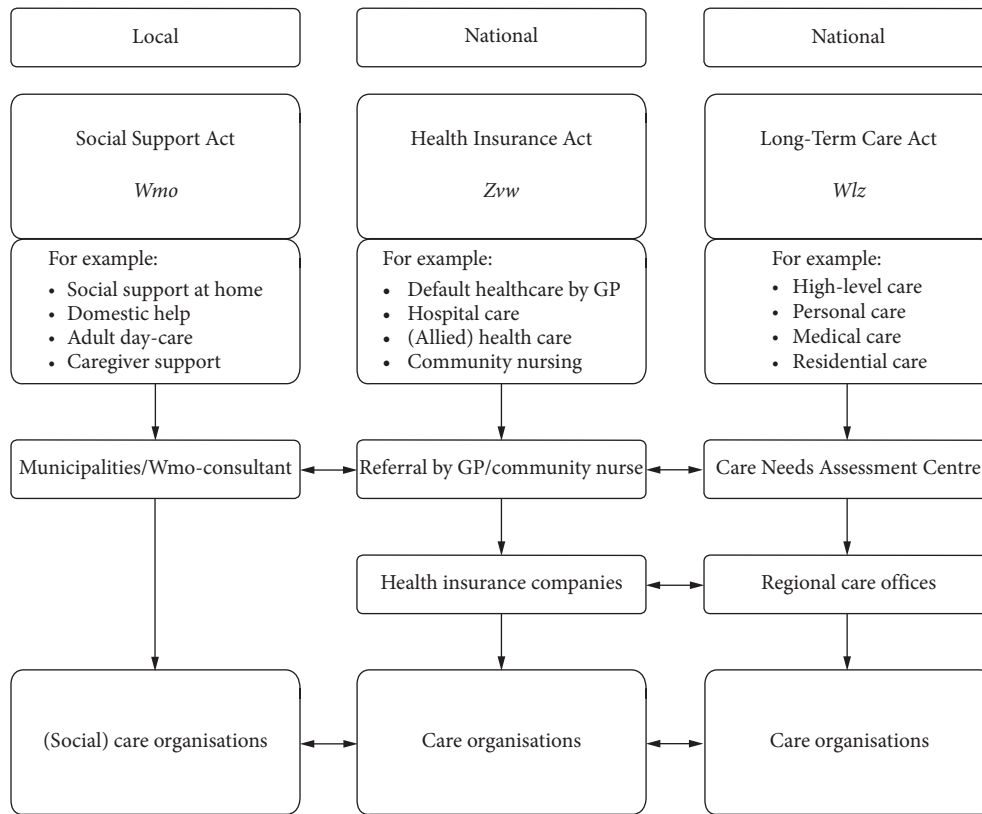 Local
National
National
Social Support Act
Wmo
Health Insurance Act
Zvw
Long-Term Care Act
Wlz
For example:
• Social support at home
• Domestic help
• Adult day-care
• Caregiver support
For example:
• Default healthcare by GP
• Hospital care
• (Allied) health care
• Community nursing
For example:
• High-level care
• Personal care
• Medical care
• Residential care
Municipalities/Wmo-consultant
Referral by GP/community nurse
Care Needs Assessment Centre
Health insurance companies
Regional care offices
(Social) care organisations
Care organisations
Care organisations